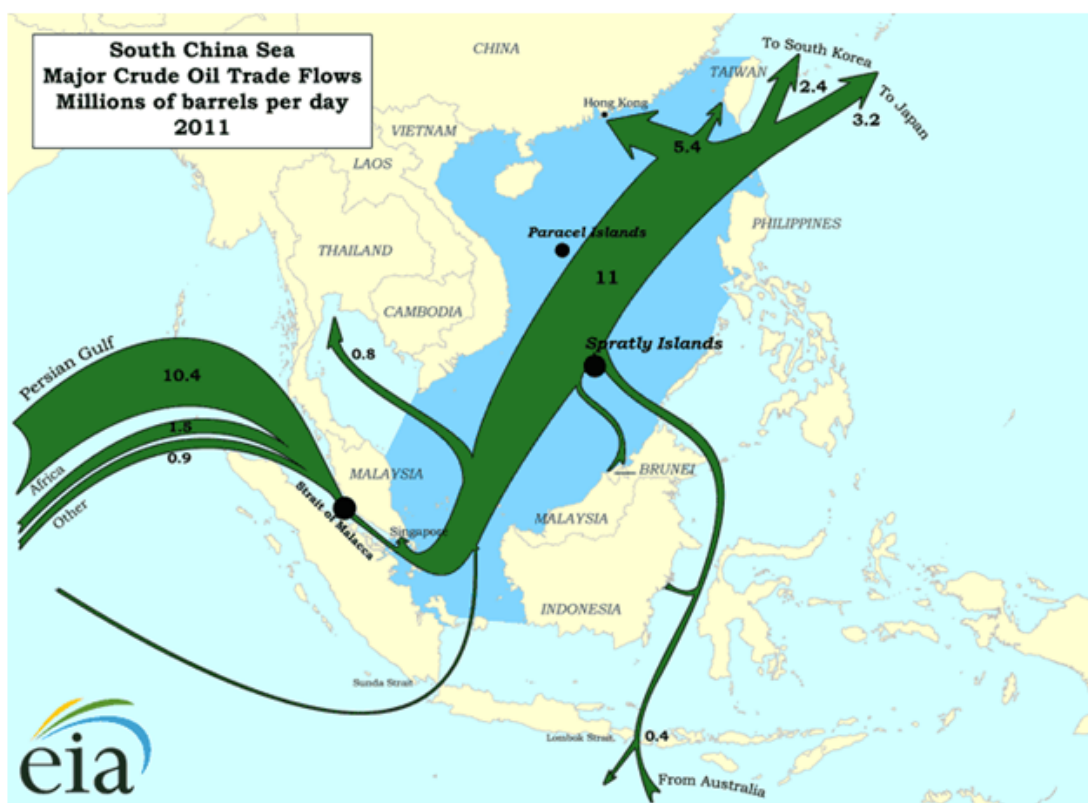 South China Sea
Major Crude Oil Trade Flows
Millions of barrels per day
2011
CHINA
To South Korea
TAIWAN
2.4
To Japan
3.2
Hong Kong
5.4
VIETNAM
LAOS
THAILAND
CAMBODIA
Paracel Islands
PHILIPPINES
11
Spratly Islands
0.8
Persian Gulf
10.4
1.5
Africa
0.9
Other
Strait of Malacca
MALAYSIA
Singapore
BRUNEI
MALAYSIA
INDONESIA
Sunda Strait
Lombok Strait.
0.4
From Australia
eia